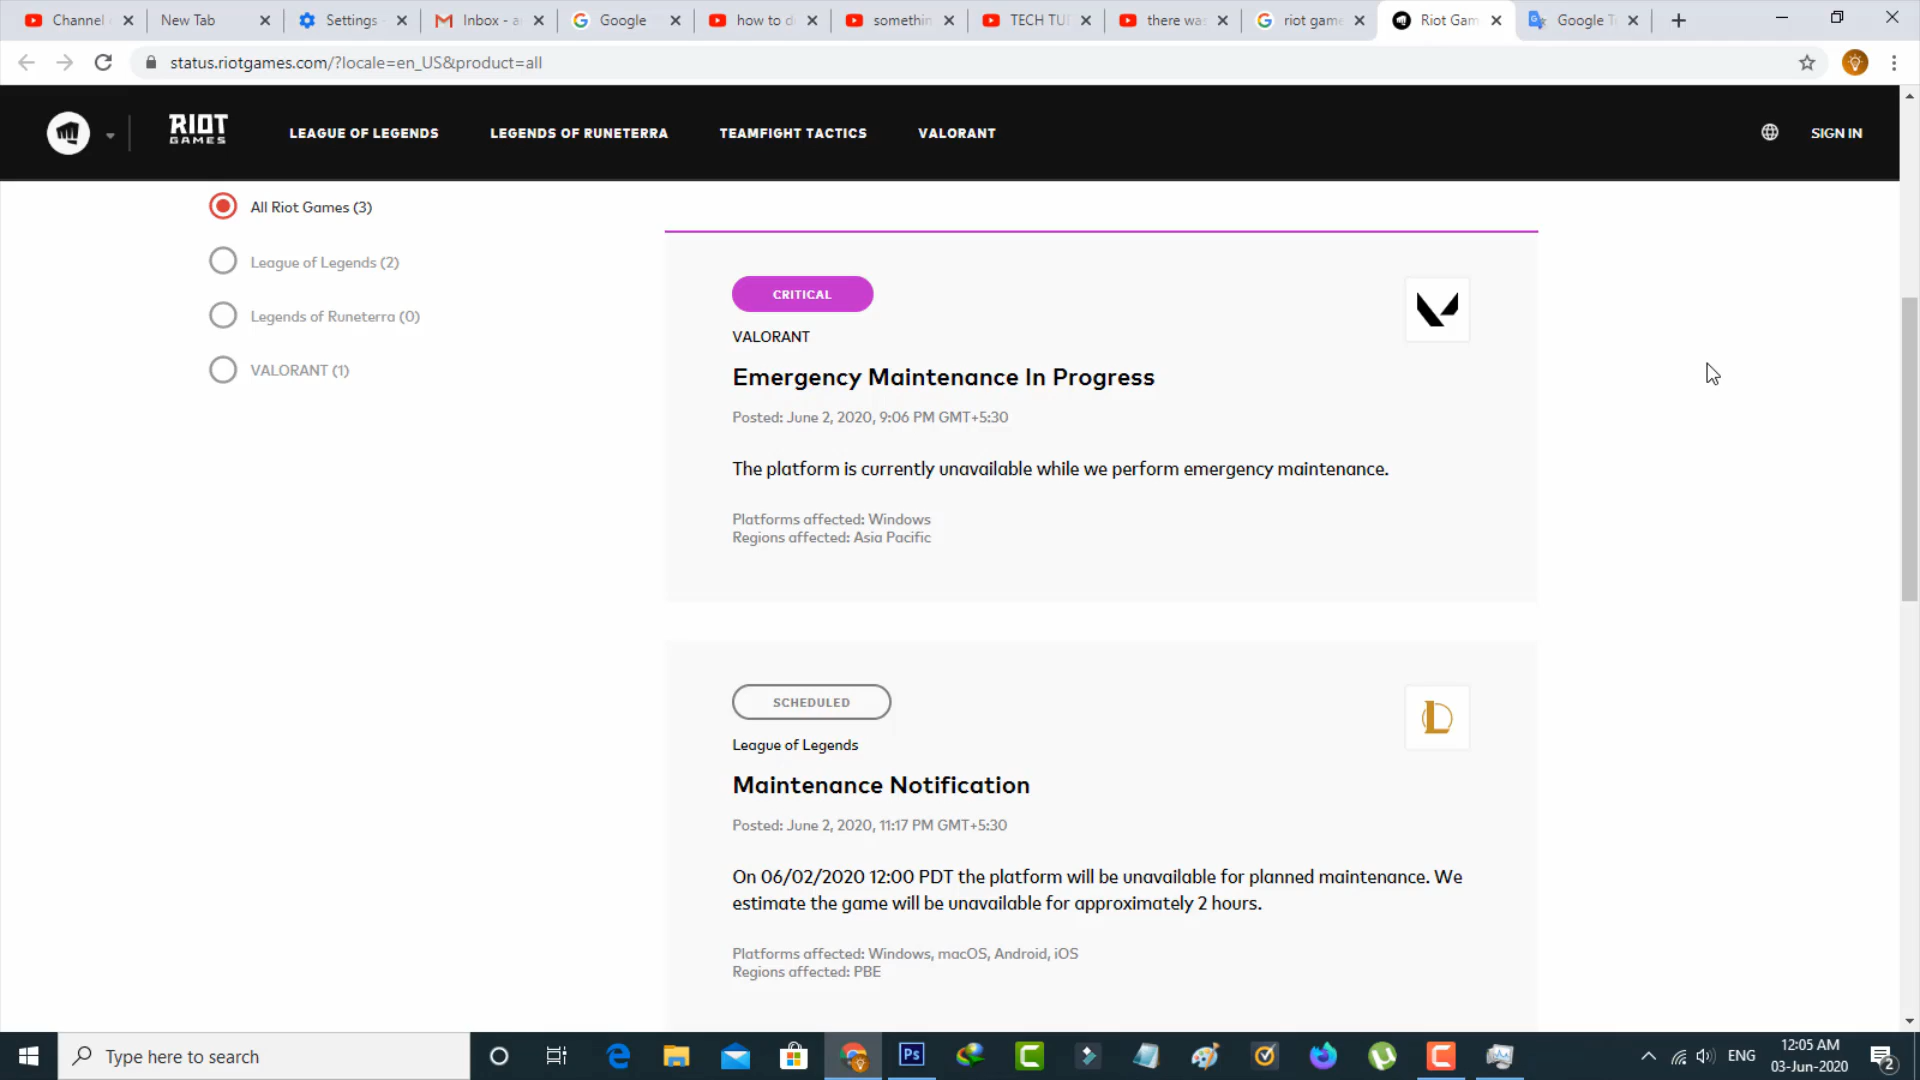 Channel
New Tab
Settings
Inbox - a
Google
how to d
somethin
TECH TU
there was
riot game
Riot Gam
Google T
status.riotgames.com/?locale=en_US&product=all
RIOT
GAMES
LEAGUE OF LEGENDS
LEGENDS OF RUNETERRA
TEAMFIGHT TACTICS
VALORANT
SIGN IN
All Riot Games (3)
League of Legends (2)
Legends of Runeterra (0)
VALORANT (1)
CRITICAL
VALORANT
Emergency Maintenance In Progress
Posted: June 2, 2020, 9:06 PM GMT+5:30
The platform is currently unavailable while we perform emergency maintenance.
Platforms affected: Windows
Regions affected: Asia Pacific
SCHEDULED
League of Legends
Maintenance Notification
Posted: June 2, 2020, 11:17 PM GMT+5:30
On 06/02/2020 12:00 PDT the platform will be unavailable for planned maintenance. We
estimate the game will be unavailable for approximately 2 hours.
Platforms affected: Windows, macOS, Android, iOS
Regions affected: PBE
Type here to search
Ps
ENG
12:05 AM
03-Jun-2020
2